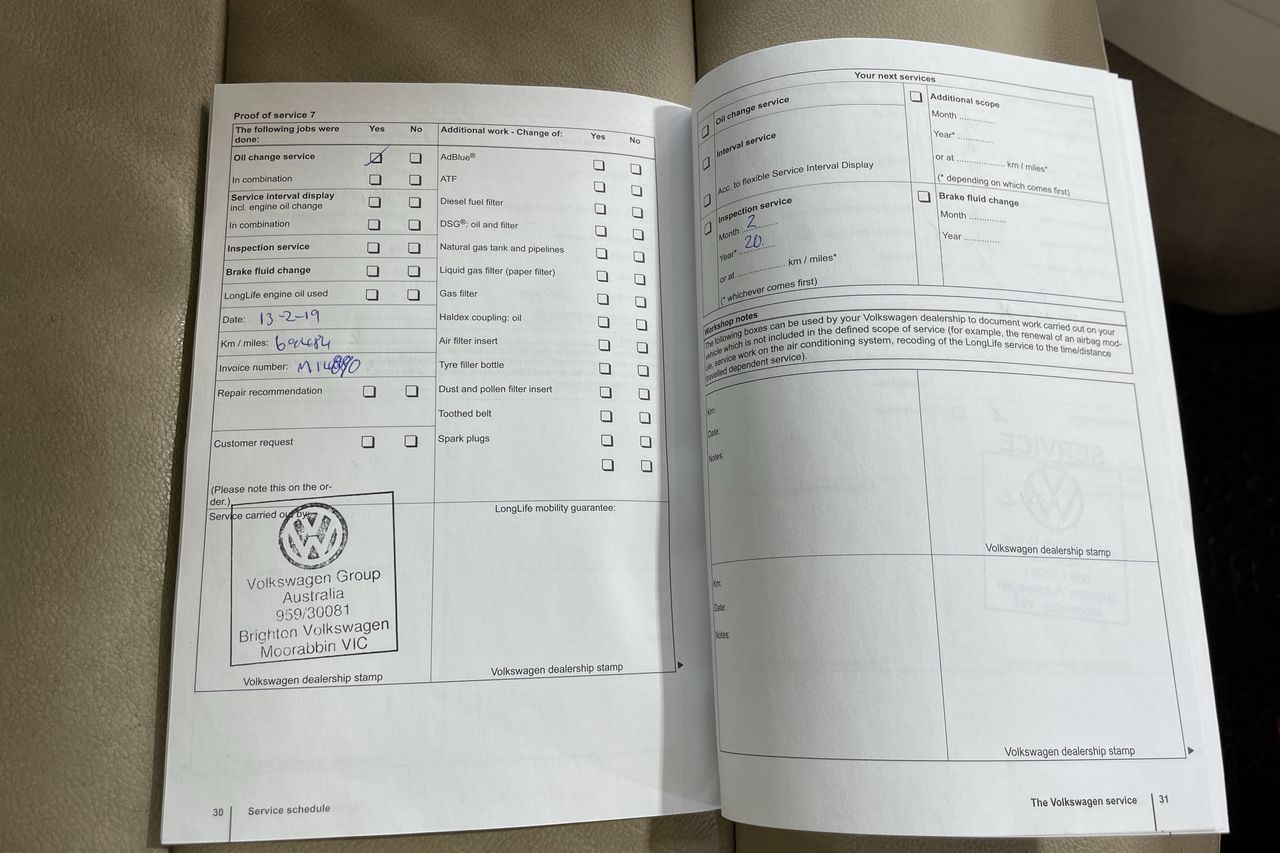 Proof of service 7
The following jobs were done: Yes No
Oil change service
In combination
Service interval display
incl. engine oil change
In combination
Inspection service
Brake fluid change
LongLife engine oil used
Date: 13-2-19
Km / miles:
Invoice number:
Repair recommendation
Customer request
(Please note this on the or-
der.)
Service carried out by:
Volkswagen Group
Australia
959/30081
Brighton Volkswagen
Moorabbin VIC
Volkswagen dealership stamp
Additional work - Change of: Yes No
AdBlue®
ATF
Diesel fuel filter
DSG®: oil and filter
Natural gas tank and pipelines
Liquid gas filter (paper filter)
Gas filter
Haldex coupling: oil
Air filter insert
Tyre filler bottle
Dust and pollen filter insert
Toothed belt
Spark plugs
LongLife mobility guarantee:
Volkswagen dealership stamp
30 Service schedule
Your next services
Oil change service
Interval service
Acc. to flexible Service Interval Display
Inspection service
Month 2
Year* 20
or at .................... km / miles*
(* whichever comes first)
Additional scope
Month ..............
Year* ..............
or at .................... km / miles*
(* depending on which comes first)
Brake fluid change
Month ..............
Year ..............
Workshop notes
The following boxes can be used by your Volkswagen dealership to document work carried out on your
vehicle which is not included in the defined scope of service (for example, the renewal of an airbag mod-
ule, service work on the air conditioning system, recoding of the LongLife service to the time/distance
travelled dependent service).
Km:
Date:
Notes:
Volkswagen dealership stamp
Km:
Date:
Notes:
Volkswagen dealership stamp
The Volkswagen service 31